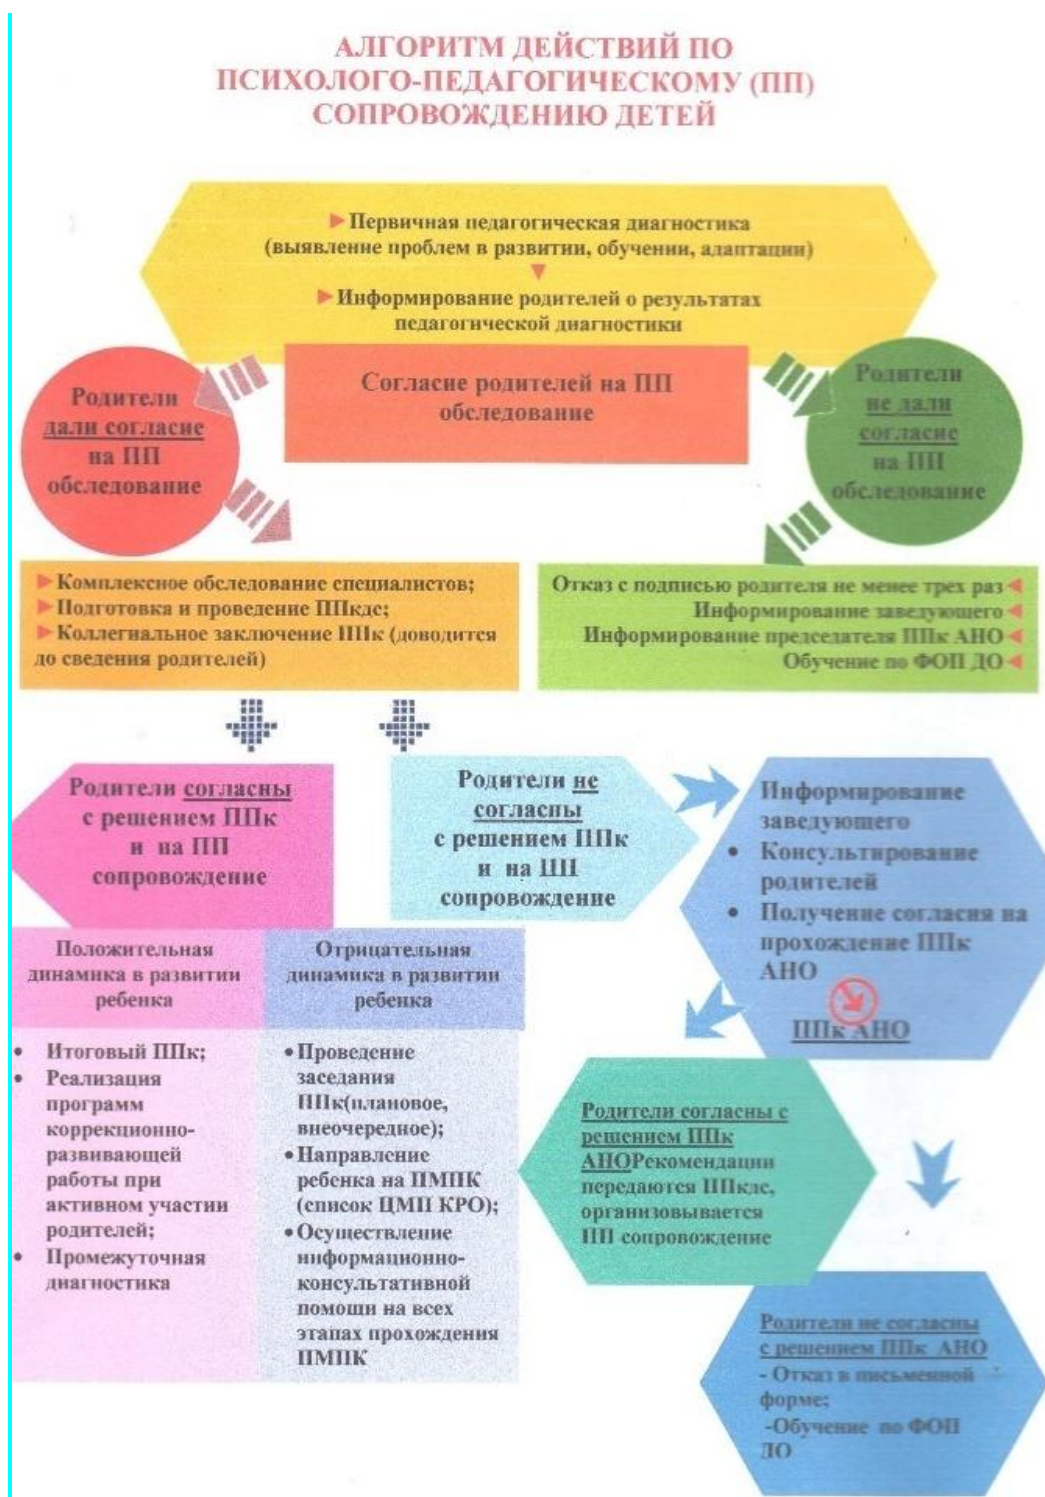 АЛГОРИТМ ДЕЙСТВИЙ ПО
ПСИХОЛОГО-ПЕДАГОГИЧЕСКОМУ (ПП)
СОПРОВОЖДЕНИЮ ДЕТЕЙ
Первичная педагогическая диагностика
(выявление проблем в развитии, обучении, адаптации)
Информирование родителей о результатах
педагогической диагностики
Согласие родителей на ПП
обследование
Родители
дали согласие
на ПП
обследование
Родители
не дали
согласие
на ПП
обследование
Комплексное обследование специалистов;
Подготовка и проведение ППкдс;
Коллегиальное заключение ППк (доводится
до сведения родителей)
Отказ с подписью родителя не менее трех раз
Информирование заведующего
Информирование председателя ППк АНО
Обучение по ФОП ДО
Родители согласны
с решением ППк
и на ПП
сопровождение
Родители не
согласны
с решением ППк
и на ПП
сопровождение
Информирование
заведующего
• Консультирование
родителей
• Получение согласия на
прохождение ППк
АНО
ППк АНО
Положительная
динамика в развитии
ребенка
Отрицательная
динамика в развитии
ребенка
• Итоговый ППк;
• Реализация
программ
коррекционно-
развивающей
работы при
активном участии
родителей;
• Промежуточная
диагностика
• Проведение
заседания
ППк(плановое,
внеочередное);
• Направление
ребенка на ПМПК
(список ЦМП КРО);
• Осуществление
информационно-
консультативной
помощи на всех
этапах прохождения
ПМПК
Родители согласны с
решением ППк
АНОРекомендации
передаются ППкдс,
организовывается
ПП сопровождение
Родители не согласны
с решением ППк АНО
- Отказ в письменной
форме;
-Обучение по ФОП
ДО